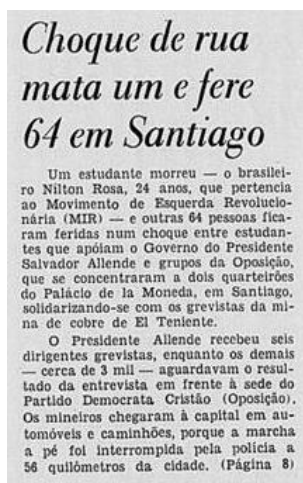 Choque de rua
mata um e fere
64 em Santiago
Um estudante morreu — o brasilei-
ro Nilton Rosa, 24 anos, que pertencia
ao Movimento de Esquerda Revolucio-
nária (MIR) — e outras 64 pessoas fica-
ram feridas num choque entre estudan-
tes que apóiam o Governo do Presidente
Salvador Allende e grupos da Oposição,
que se concentraram a dois quarteirões
do Palácio de la Moneda, em Santiago,
solidarizando-se com os grevistas da mi-
na de cobre de El Teniente.
O Presidente Allende recebeu seis
dirigentes grevistas, enquanto os demais
— cerca de 3 mil — aguardavam o resul-
tado da entrevista em frente à sede do
Partido Democrata Cristão (Oposição).
Os mineiros chegaram à capital em au-
tomóveis e caminhões, porque a marcha
a pé foi interrompida pela polícia a
56 quilômetros da cidade. (Página 8)